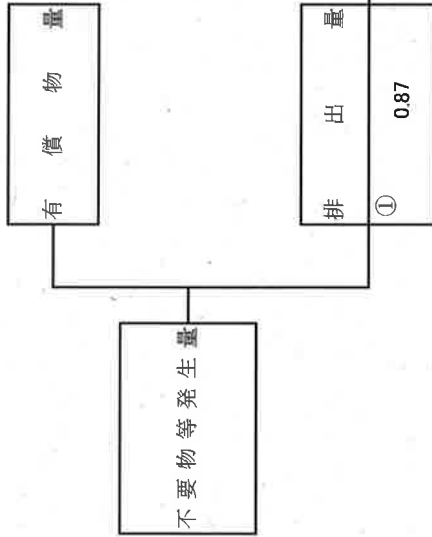 有償物量
不要物等発生量
排出量
①
0.87